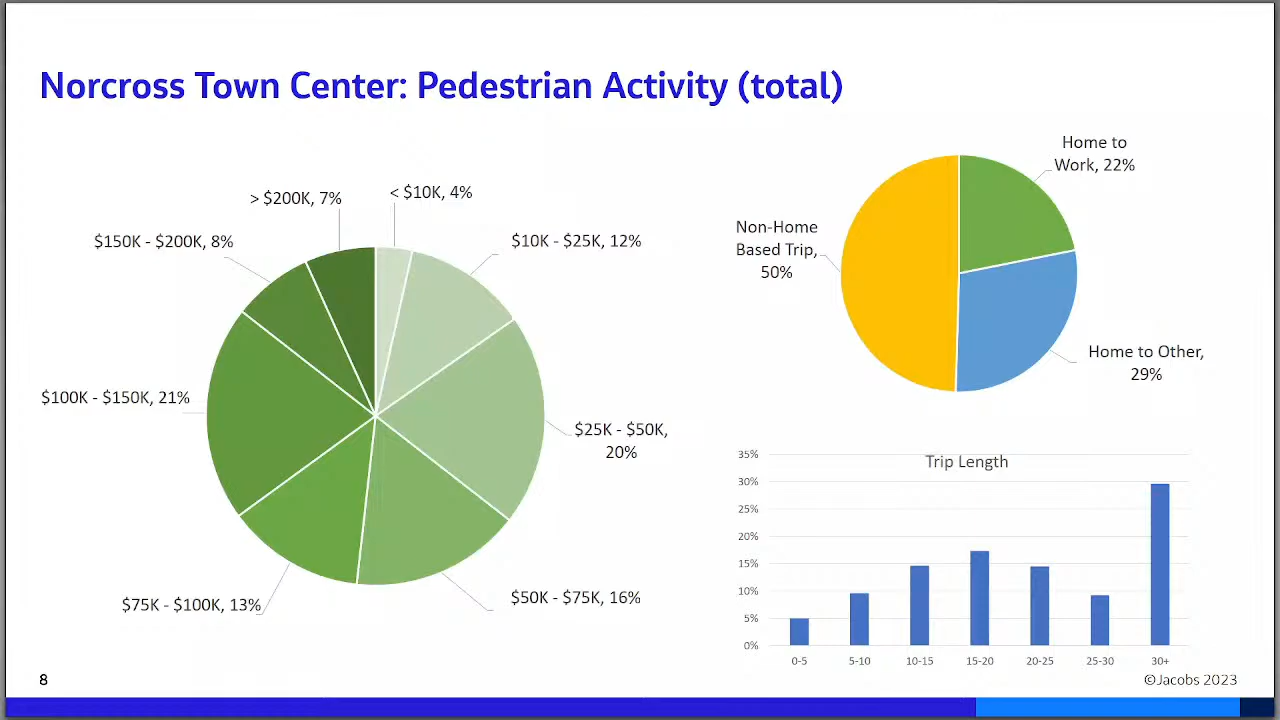 Norcross Town Center: Pedestrian Activity (total)
> $200K, 7%
< $10K, 4%
$150K - $200K, 8%
$10K - $25K, 12%
$100K - $150K, 21%
$25K - $50K,
20%
$75K - $100K, 13%
$50K - $75K, 16%
Home to
Work, 22%
Non-Home
Based Trip,
50%
Home to Other,
29%
Trip Length
35%
30%
25%
20%
15%
10%
5%
0%
0-5
5-10
10-15
15-20
20-25
25-30
30+
8
©Jacobs 2023